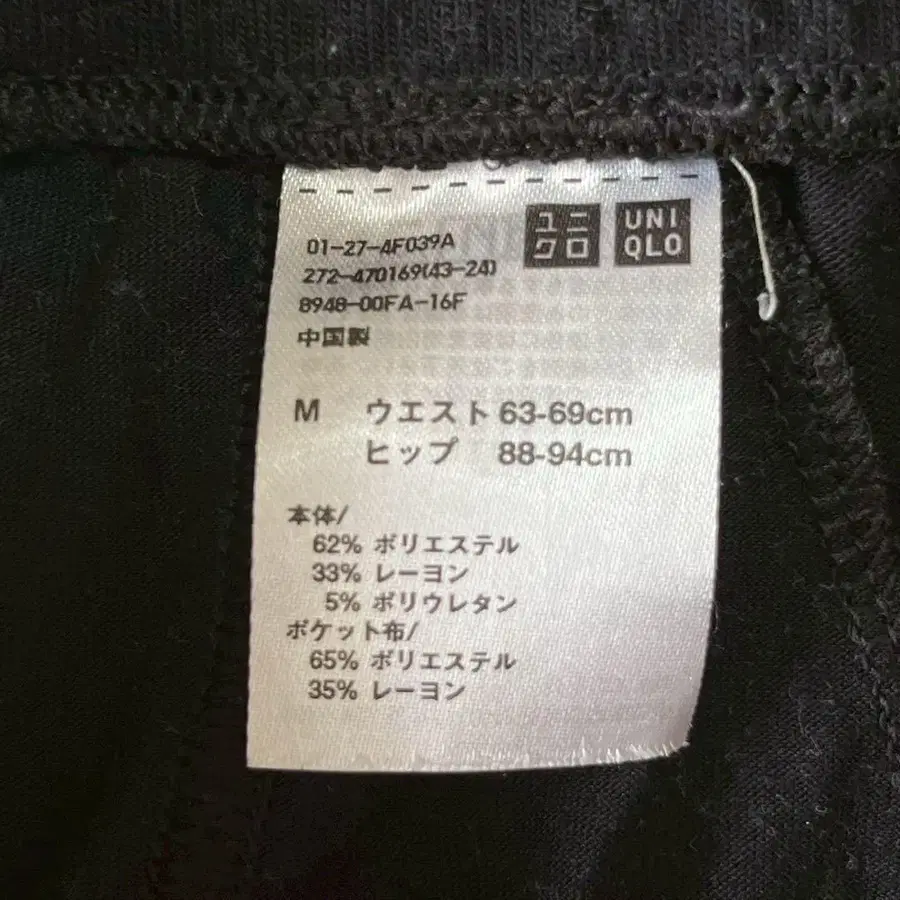 01-27-4F039A
272-470169(43-24)
8948-00FA-16F
中国製
ユニ
クロ
UNI
QLO
M ウエスト 63-69cm
ヒップ 88-94cm
本体/
62% ポリエステル
33% レーヨン
5% ポリウレタン
ポケット布/
65% ポリエステル
35% レーヨン